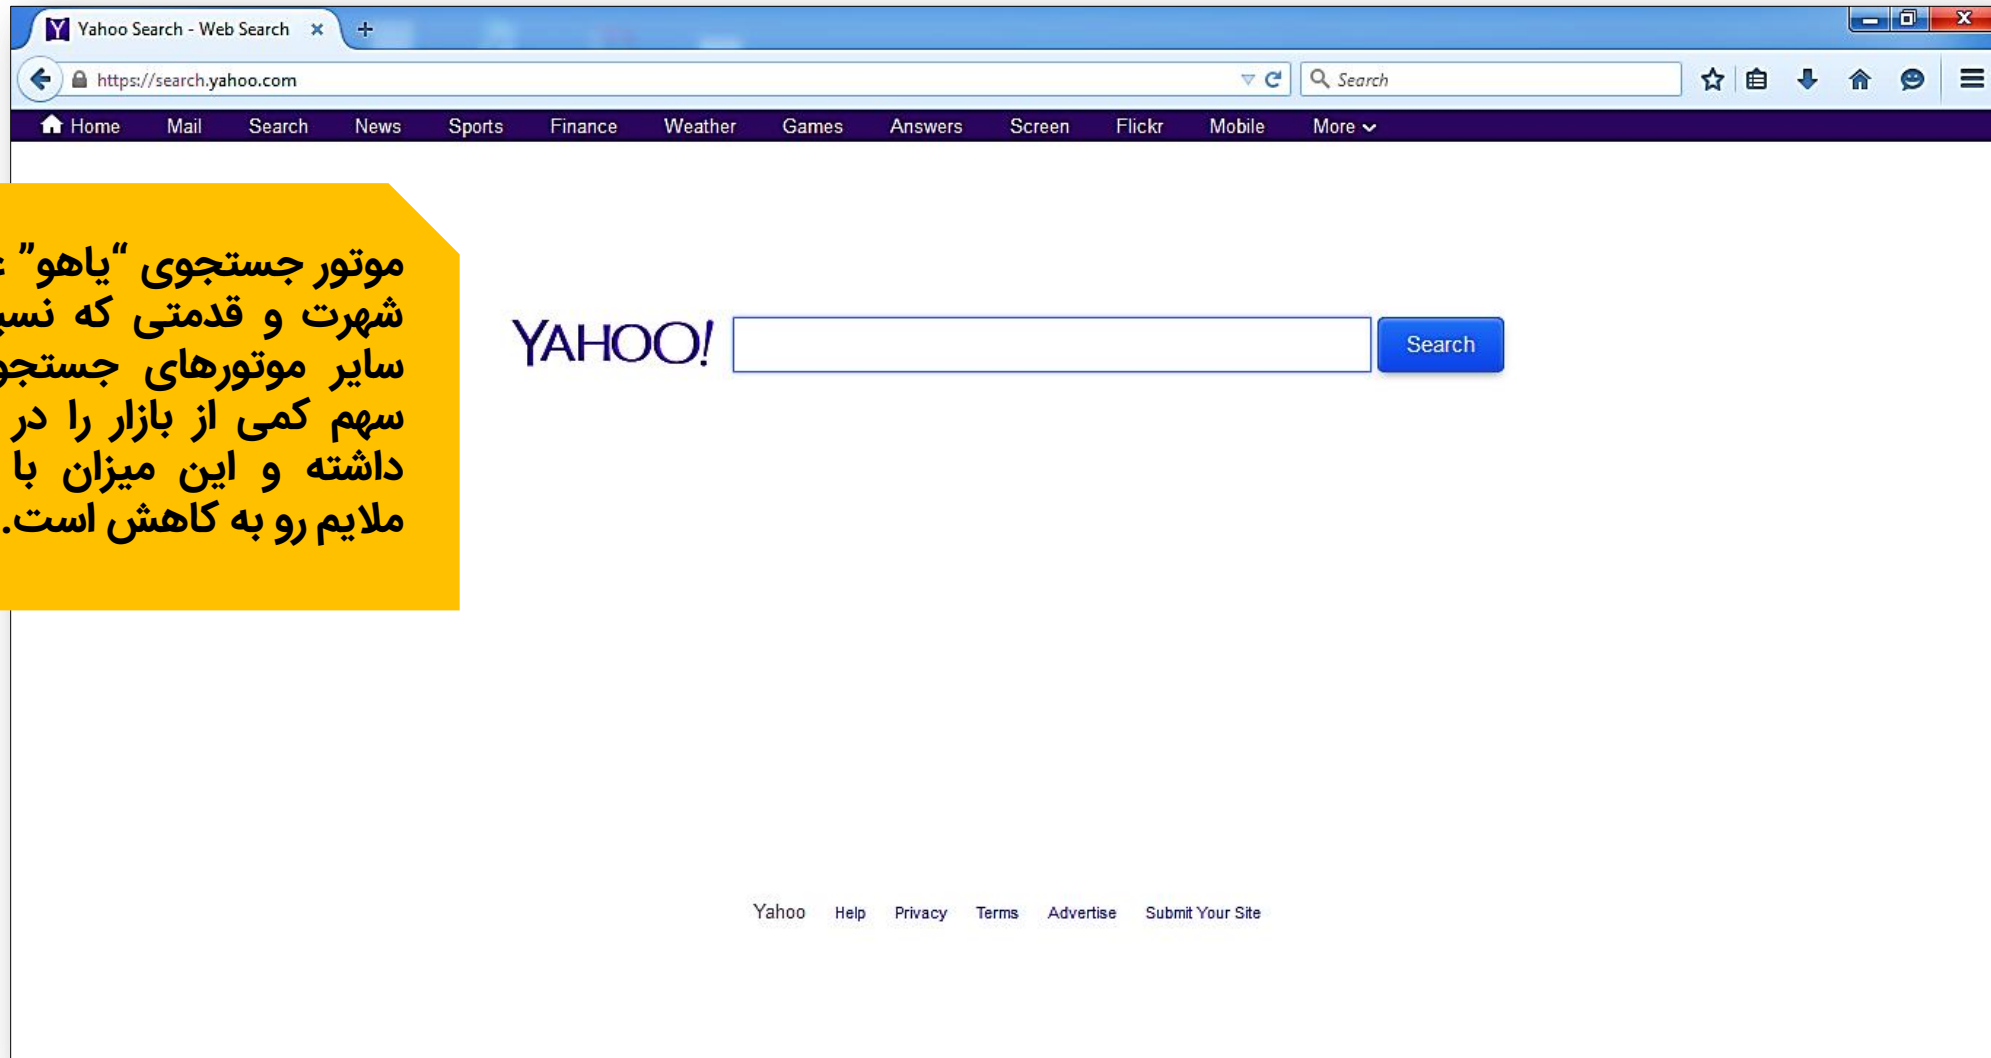 Yahoo Search - Web Search
https://search.yahoo.com
Search
Home Mail Search News Sports Finance Weather Games Answers Screen Flickr Mobile More
موتور جستجوی “یاهو”
شهرت و قدمتی که
سایر موتورهای
سهم کمی از بازار را در
داشته و این میزان با
ملایم رو به کاهش است.
YAHOO!
Search
Yahoo Help Privacy Terms Advertise Submit Your Site